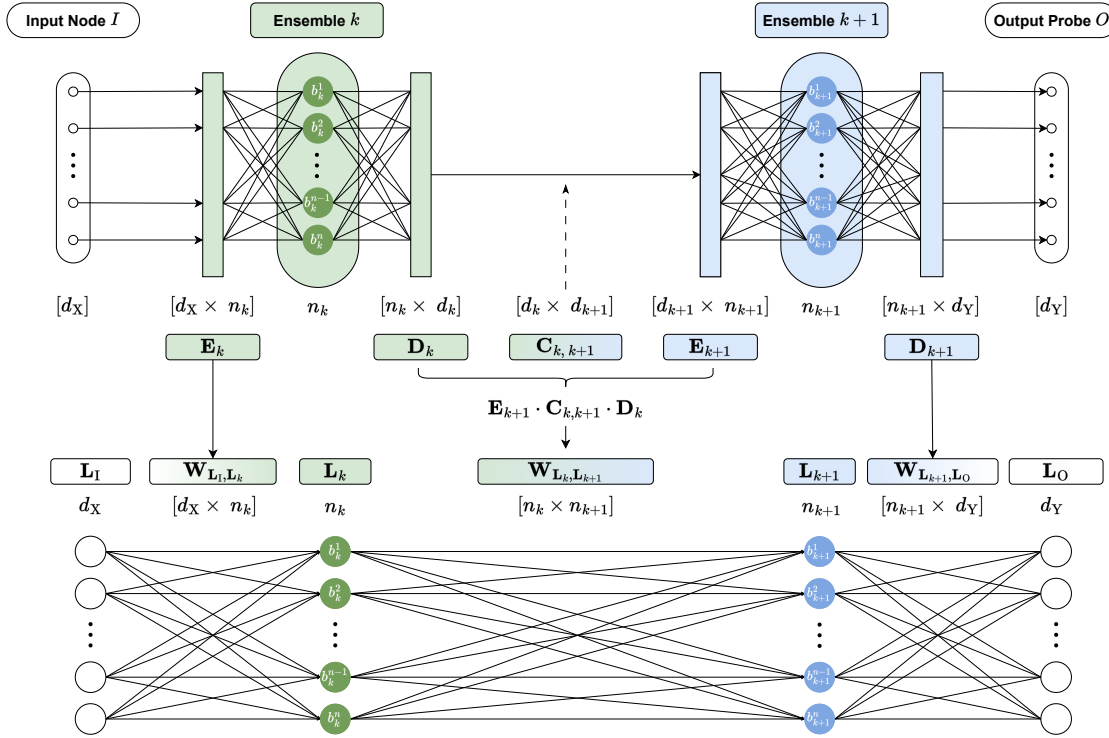 Input Node I
Ensemble k
Ensemble k + 1
Output Probe O
b_k^1
b_k^2
b_k^{n−1}
b_k^n
b_{k+1}^1
b_{k+1}^2
b_{k+1}^{n−1}
b_{k+1}^n
[d_X]
[d_X × n_k]
n_k
[n_k × d_k]
[d_k × d_{k+1}]
[d_{k+1} × n_{k+1}]
n_{k+1}
[n_{k+1} × d_Y]
[d_Y]
E_k
D_k
C_{k, k+1}
E_{k+1}
D_{k+1}
E_{k+1} · C_{k,k+1} · D_k
L_I
W_{L_I,L_k}
L_k
W_{L_k,L_{k+1}}
L_{k+1}
W_{L_{k+1},L_O}
L_O
d_X
[d_X × n_k]
n_k
[n_k × n_{k+1}]
n_{k+1}
[n_{k+1} × d_Y]
d_Y
b_k^1
b_{k+1}^1
b_k^2
b_{k+1}^2
b_k^{n−1}
b_{k+1}^{n−1}
b_k^n
b_{k+1}^n